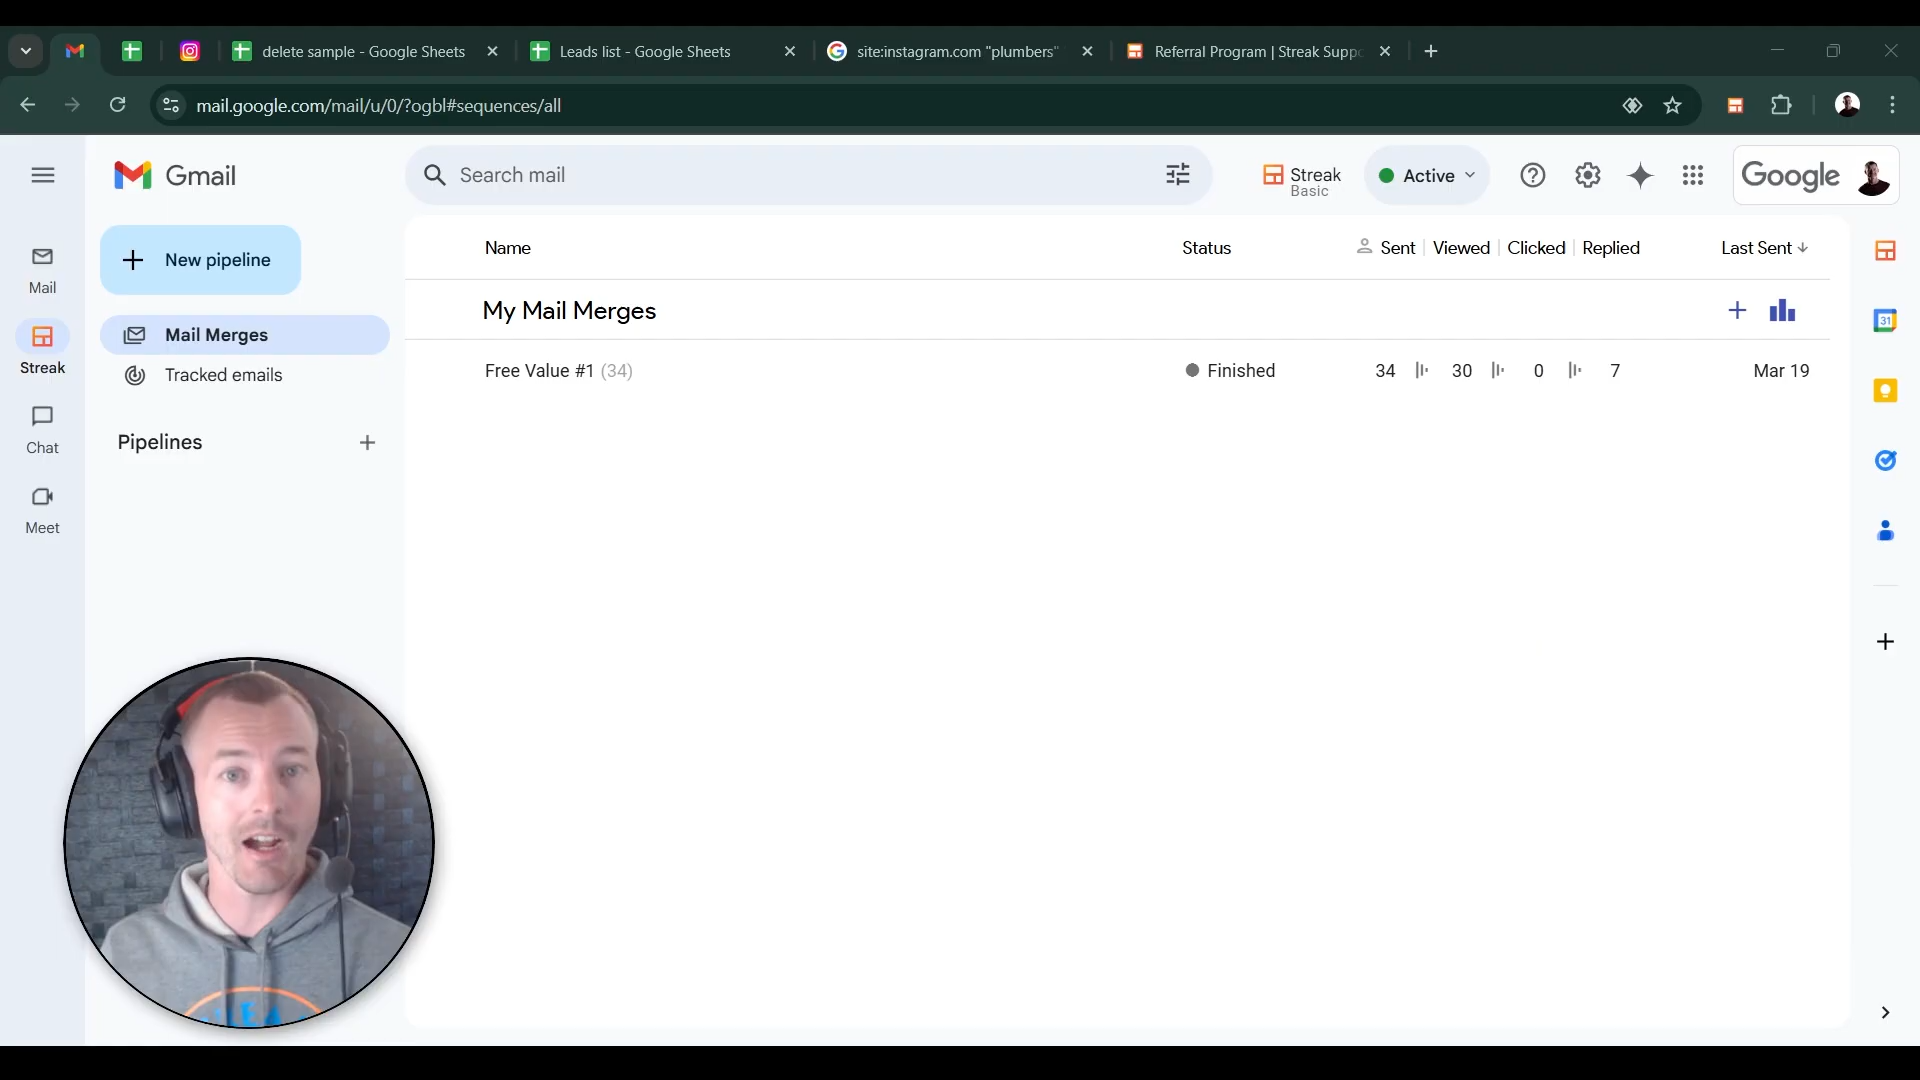 delete sample - Google Sheets
Leads list - Google Sheets
site:instagram.com "plumbers"
Referral Program | Streak Suppo
mail.google.com/mail/u/0/?ogbl#sequences/all
Gmail
Search mail
Streak
Basic
Active
Google
New pipeline
Name
Status
Sent
Viewed
Clicked
Replied
Last Sent
31
Mail
My Mail Merges
Mail Merges
Streak
Tracked emails
Free Value #1 (34)
Finished
34
30
0
7
Mar 19
Chat
Pipelines
Meet